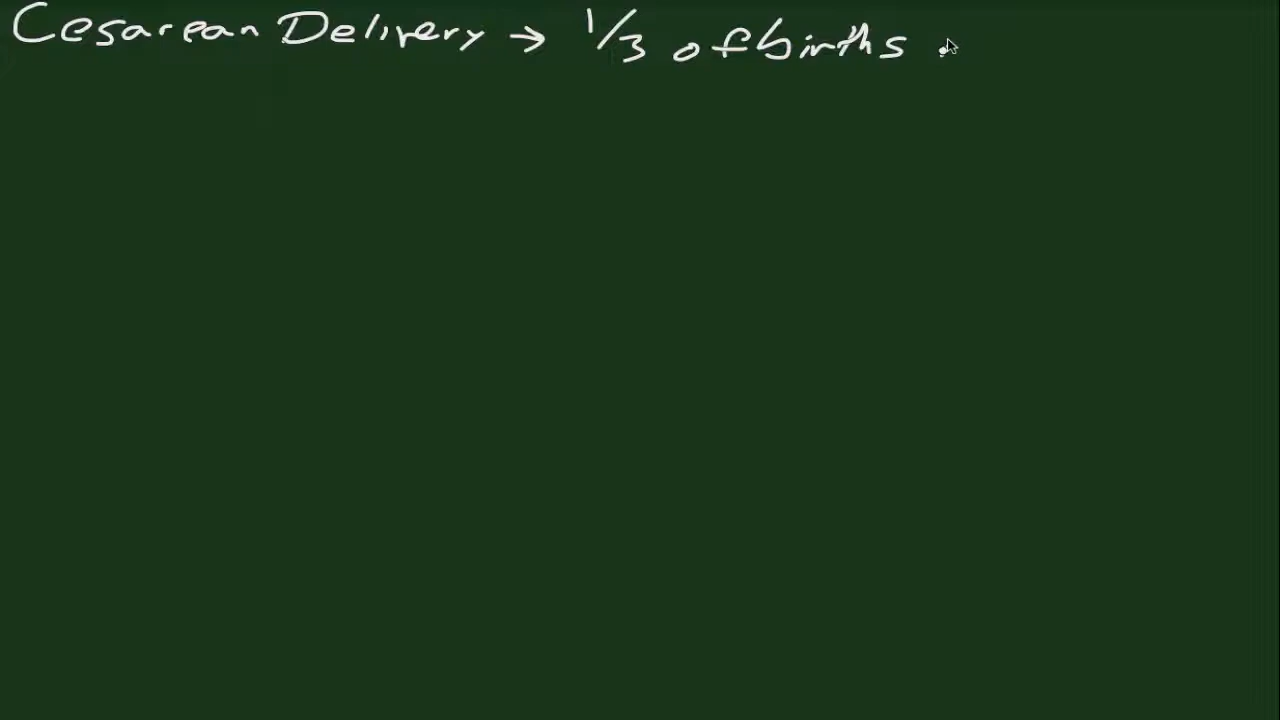 Cesarean Delivery → 1/3 of births